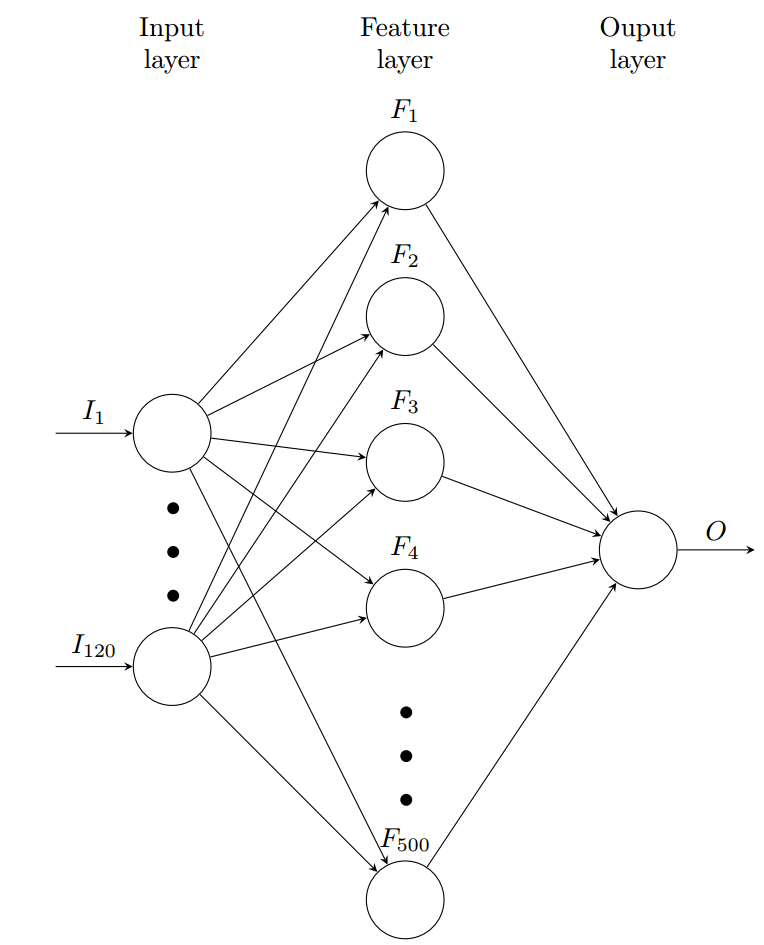 Input
layer
Feature
layer
Ouput
layer
F₁
F₂
F₃
I₁
F₄
O
I₁₂₀
F₅₀₀